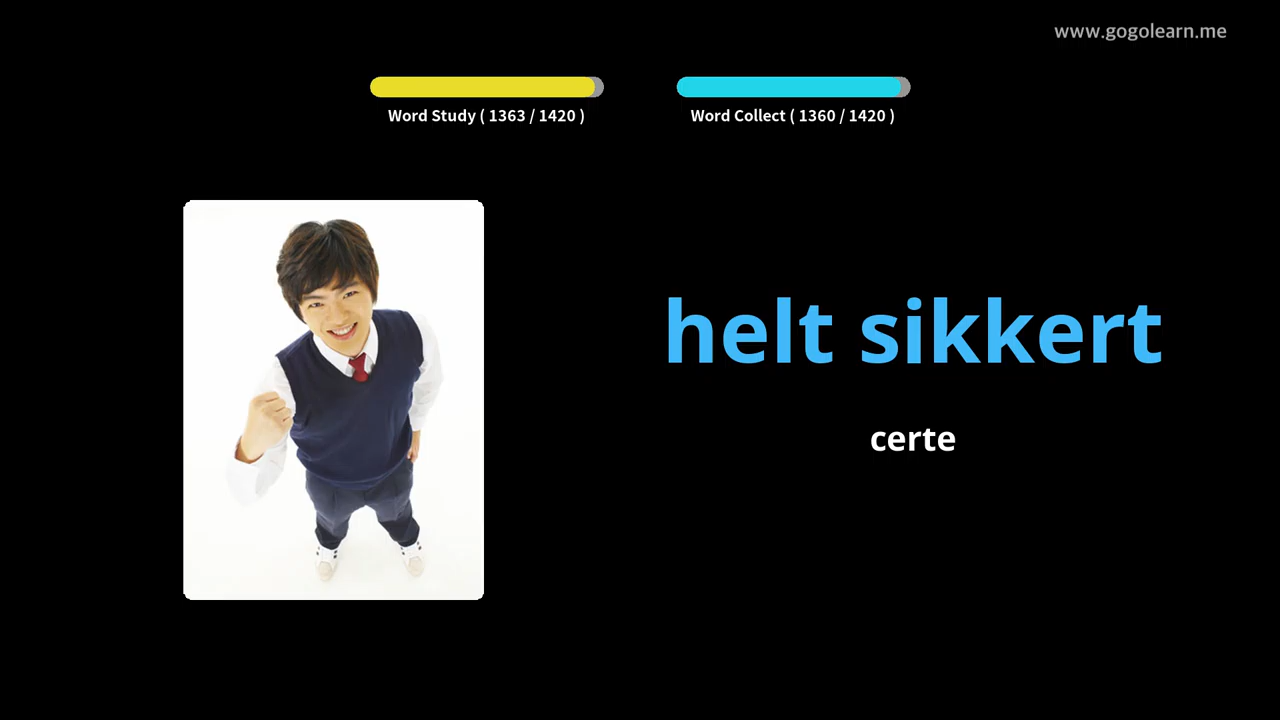 www.gogolearn.me
Word Study ( 1363 / 1420 )
Word Collect ( 1360 / 1420 )
helt sikkert
certe